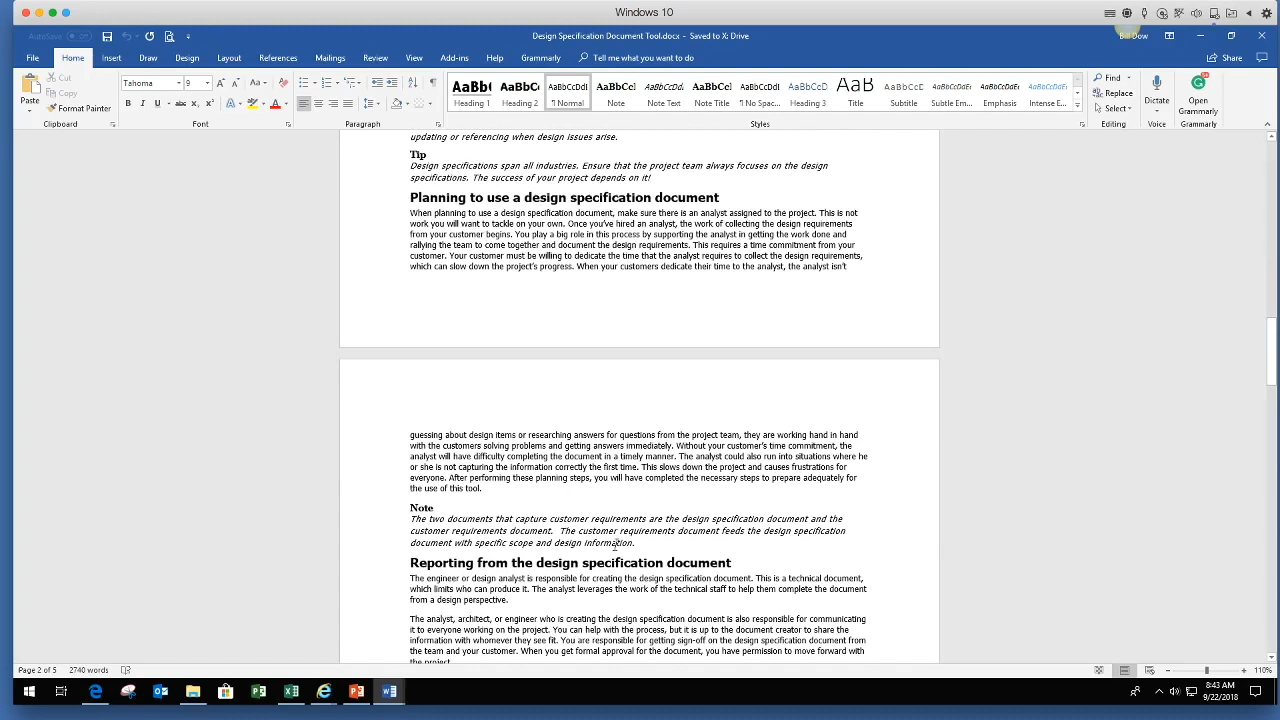 Windows 10
AutoSave Off
Design Specification Document Tool.docx - Saved to X: Drive
Bill Dow
File Home Insert Draw Design Layout References Mailings Review View Add-ins Help Grammarly Tell me what you want to do Share
Paste
Cut
Copy
Format Painter
Tahoma 9
AaBb( AaBbCcl AaBbCcDdI AaBbCcl AaBbCcDdI AaBbCcl AaBbCcDdI AaBbCcDd AaB AaBbCcD AaBbCcDdEe AaBbCcDdEe AaBbCcDdEe
Heading 1 Heading 2 ¶ Normal Note Note Text Note Title ¶ No Spac... Heading 3 Title Subtitle Subtle Em... Emphasis Intense E...
Find
Replace
Select
Dictate
Open
Grammarly
Clipboard Font Paragraph Styles Editing Voice Grammarly
updating or referencing when design issues arise.
Tip
Design specifications span all industries. Ensure that the project team always focuses on the design
specifications. The success of your project depends on it!
Planning to use a design specification document
When planning to use a design specification document, make sure there is an analyst assigned to the project. This is not
work you will want to tackle on your own. Once you've hired an analyst, the work of collecting the design requirements
from your customer begins. You play a big role in this process by supporting the analyst in getting the work done and
rallying the team to come together and document the design requirements. This requires a time commitment from your
customer. Your customer must be willing to dedicate the time that the analyst requires to collect the design requirements,
which can slow down the project's progress. When your customers dedicate their time to the analyst, the analyst isn't
guessing about design items or researching answers for questions from the project team, they are working hand in hand
with the customers solving problems and getting answers immediately. Without your customer's time commitment, the
analyst will have difficulty completing the document in a timely manner. The analyst could also run into situations where he
or she is not capturing the information correctly the first time. This slows down the project and causes frustrations for
everyone. After performing these planning steps, you will have completed the necessary steps to prepare adequately for
the use of this tool.
Note
The two documents that capture customer requirements are the design specification document and the
customer requirements document. The customer requirements document feeds the design specification
document with specific scope and design information.
Reporting from the design specification document
The engineer or design analyst is responsible for creating the design specification document. This is a technical document,
which limits who can produce it. The analyst leverages the work of the technical staff to help them complete the document
from a design perspective.
The analyst, architect, or engineer who is creating the design specification document is also responsible for communicating
it to everyone working on the project. You can help with the process, but it is up to the document creator to share the
information with whomever they see fit. You are responsible for getting sign-off on the design specification document from
the team and your customer. When you get formal approval for the document, you have permission to move forward with
the project.
Page 2 of 5 2740 words
110%
8:43 AM
9/22/2018